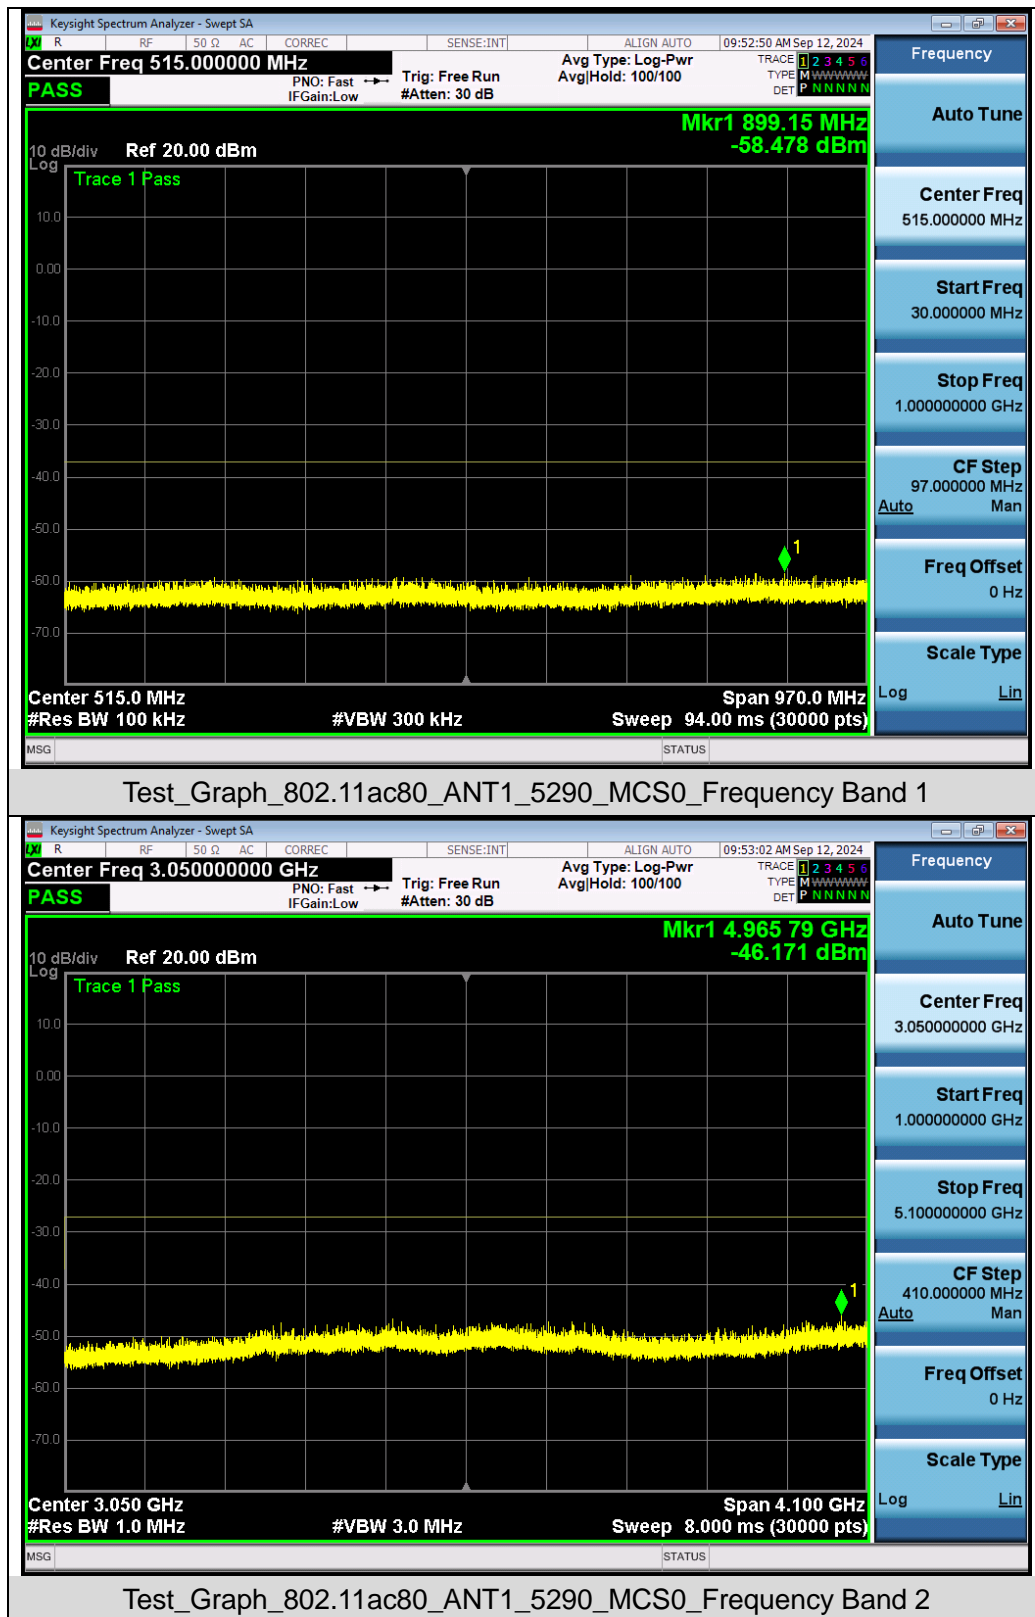 Keysight Spectrum Analyzer - Swept SA
LXI R RF 50 Ω AC CORREC SENSE:INT ALIGN AUTO 09:52:50 AM Sep 12, 2024
Center Freq 515.000000 MHz Avg Type: Log-Pwr TRACE 1 2 3 4 5 6
PASS PNO: Fast Trig: Free Run Avg|Hold: 100/100 TYPE M W W W W W
IFGain:Low #Atten: 30 dB DET P N N N N N
Frequency
Mkr1 899.15 MHz
-58.478 dBm
10 dB/div Ref 20.00 dBm
Log
Trace 1 Pass
10.0
0.00
-10.0
-20.0
-30.0
-40.0
-50.0
-60.0
-70.0
1
Center 515.0 MHz Span 970.0 MHz
#Res BW 100 kHz #VBW 300 kHz Sweep 94.00 ms (30000 pts)
Auto Tune
Center Freq
515.000000 MHz
Start Freq
30.000000 MHz
Stop Freq
1.000000000 GHz
CF Step
97.000000 MHz
Auto Man
Freq Offset
0 Hz
Scale Type
Log Lin
MSG STATUS
Test_Graph_802.11ac80_ANT1_5290_MCS0_Frequency Band 1
Keysight Spectrum Analyzer - Swept SA
LXI R RF 50 Ω AC CORREC SENSE:INT ALIGN AUTO 09:53:02 AM Sep 12, 2024
Center Freq 3.050000000 GHz Avg Type: Log-Pwr TRACE 1 2 3 4 5 6
PASS PNO: Fast Trig: Free Run Avg|Hold: 100/100 TYPE M W W W W W
IFGain:Low #Atten: 30 dB DET P N N N N N
Frequency
Mkr1 4.965 79 GHz
-46.171 dBm
10 dB/div Ref 20.00 dBm
Log
Trace 1 Pass
10.0
0.00
-10.0
-20.0
-30.0
-40.0
-50.0
-60.0
-70.0
1
Center 3.050 GHz Span 4.100 GHz
#Res BW 1.0 MHz #VBW 3.0 MHz Sweep 8.000 ms (30000 pts)
Auto Tune
Center Freq
3.050000000 GHz
Start Freq
1.000000000 GHz
Stop Freq
5.100000000 GHz
CF Step
410.000000 MHz
Auto Man
Freq Offset
0 Hz
Scale Type
Log Lin
MSG STATUS
Test_Graph_802.11ac80_ANT1_5290_MCS0_Frequency Band 2